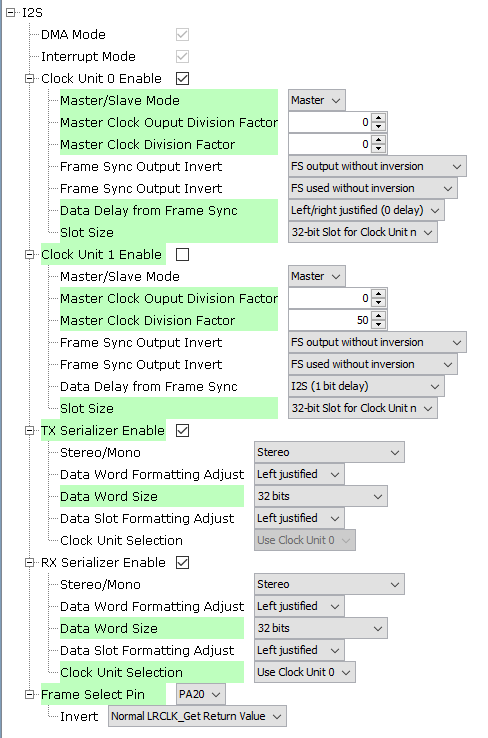 I2S
DMA Mode
Interrupt Mode
Clock Unit 0 Enable
Master/Slave Mode Master
Master Clock Ouput Division Factor 0
Master Clock Division Factor 0
Frame Sync Output Invert FS output without inversion
Frame Sync Output Invert FS used without inversion
Data Delay from Frame Sync Left/right justified (0 delay)
Slot Size 32-bit Slot for Clock Unit n
Clock Unit 1 Enable
Master/Slave Mode Master
Master Clock Ouput Division Factor 0
Master Clock Division Factor 50
Frame Sync Output Invert FS output without inversion
Frame Sync Output Invert FS used without inversion
Data Delay from Frame Sync I2S (1 bit delay)
Slot Size 32-bit Slot for Clock Unit n
TX Serializer Enable
Stereo/Mono Stereo
Data Word Formatting Adjust Left justified
Data Word Size 32 bits
Data Slot Formatting Adjust Left justified
Clock Unit Selection Use Clock Unit 0
RX Serializer Enable
Stereo/Mono Stereo
Data Word Formatting Adjust Left justified
Data Word Size 32 bits
Data Slot Formatting Adjust Left justified
Clock Unit Selection Use Clock Unit 0
Frame Select Pin PA20
Invert Normal LRCLK_Get Return Value